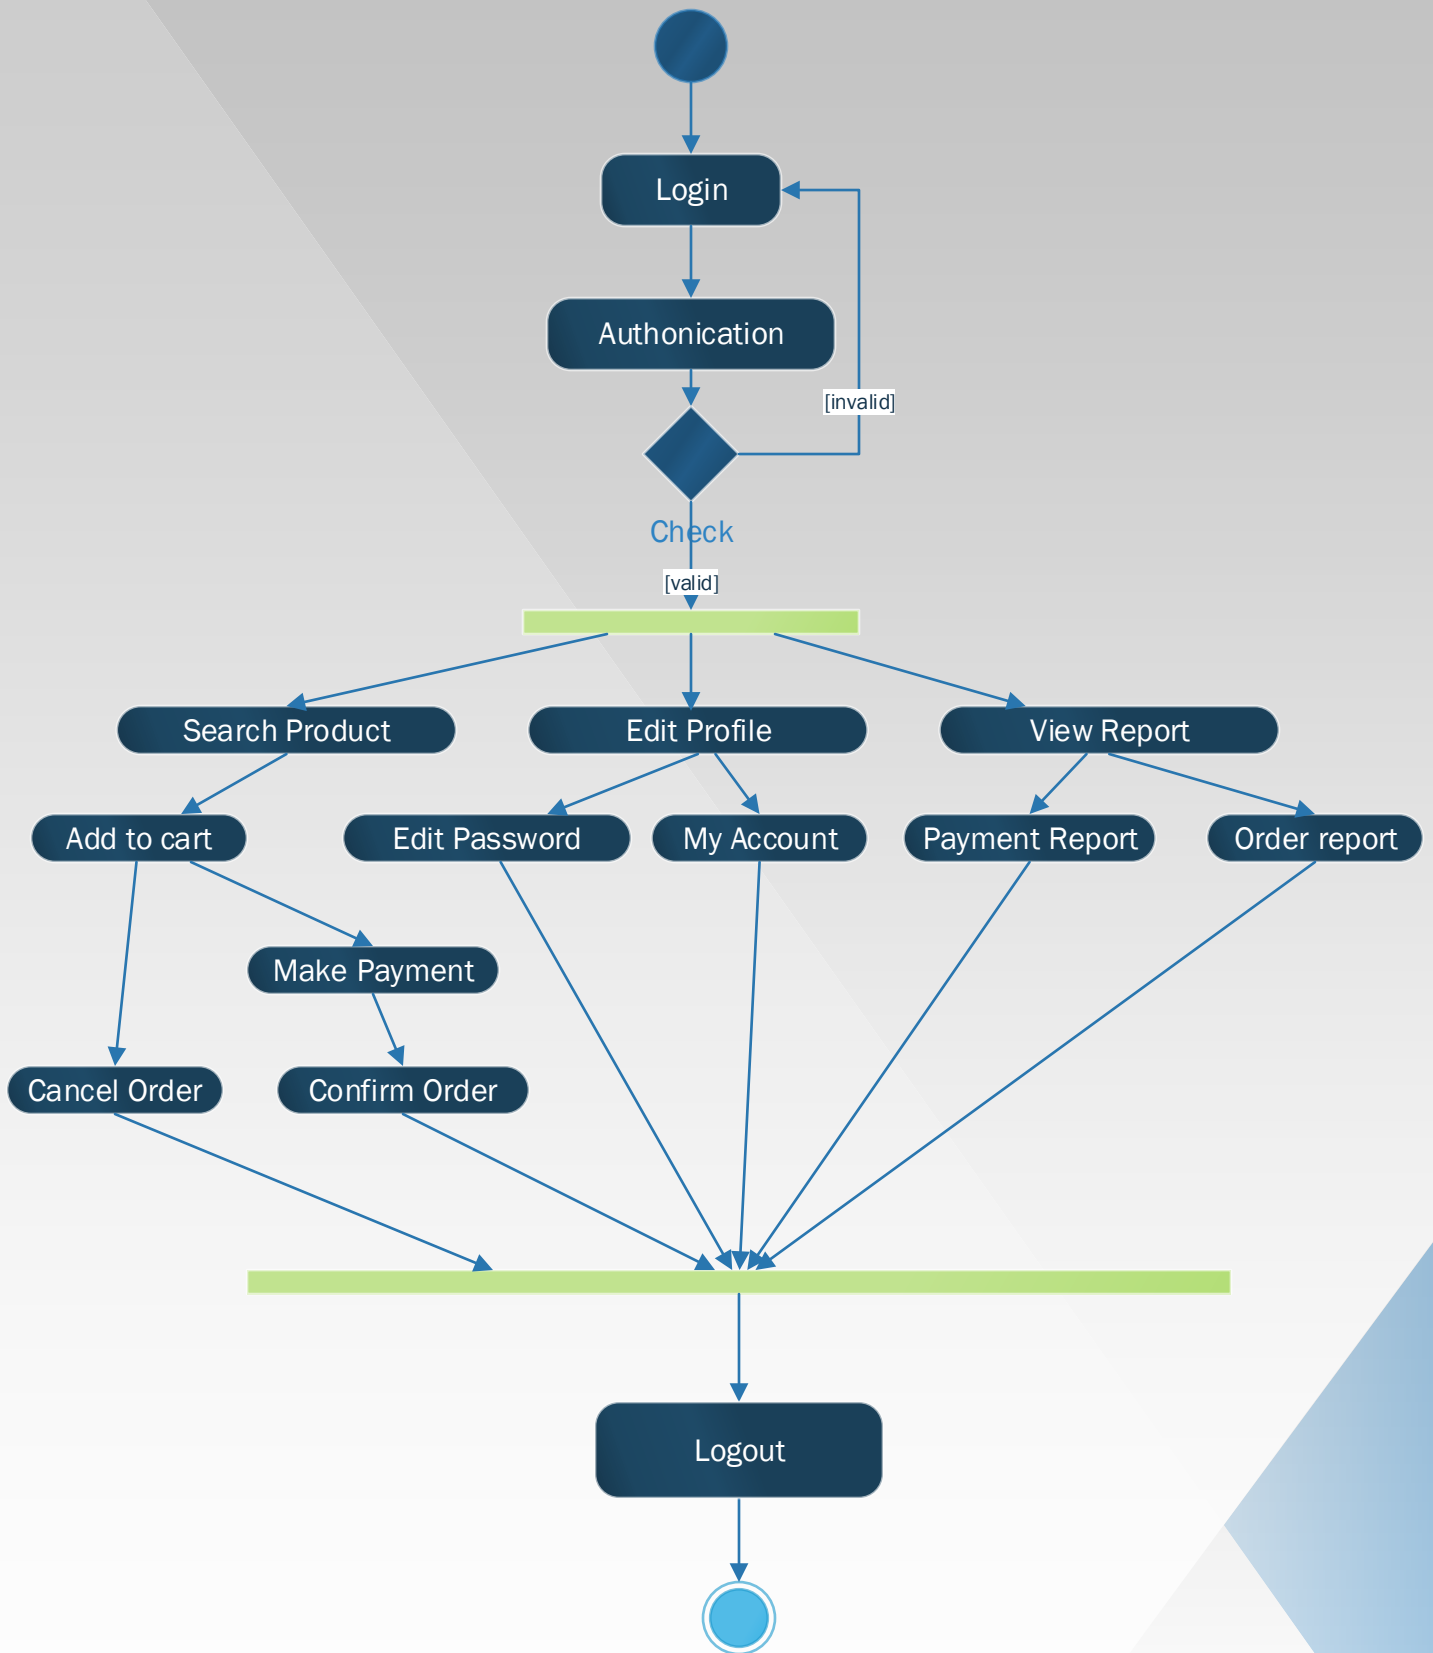 Login
Authonication
[invalid]
Check
[valid]
Search Product
Edit Profile
View Report
Add to cart
Edit Password
My Account
Payment Report
Order report
Make Payment
Cancel Order
Confirm Order
Logout